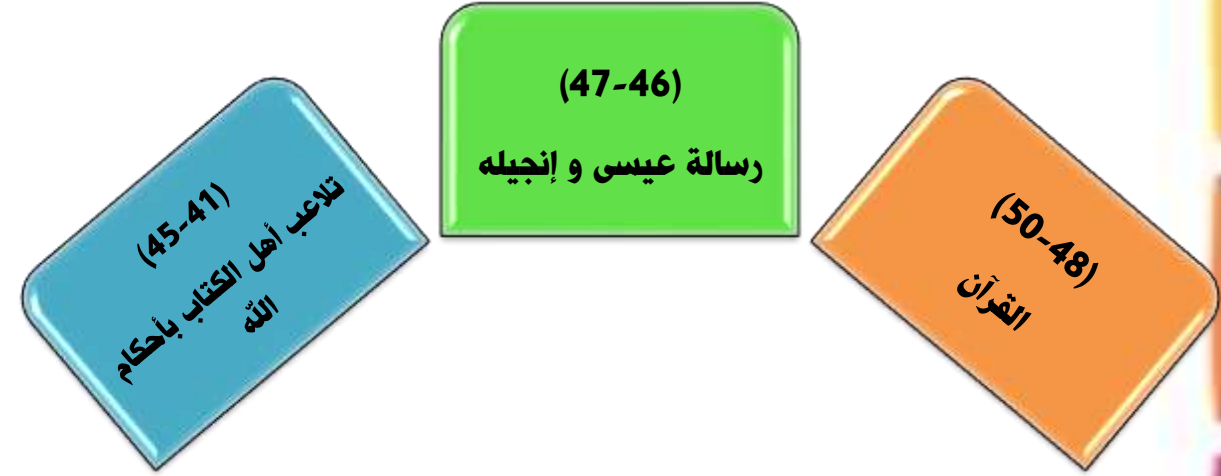 (50-48)
القرآن
(47-46)
رسالة عيسى و إنجيله
(45-41)
تلاعب أهل الكتاب بأحكام
الله